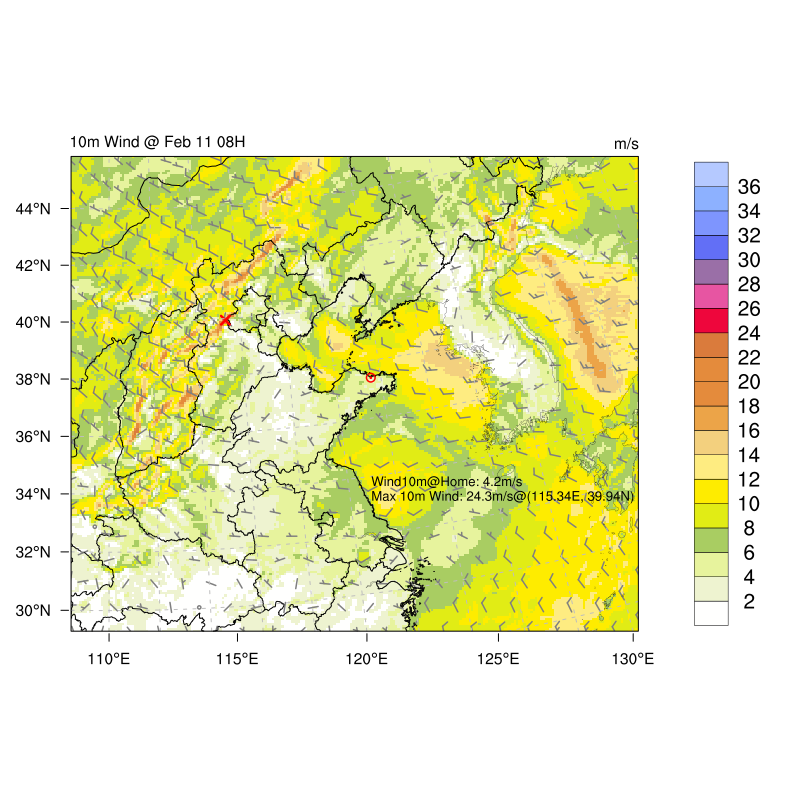 10m Wind @ Feb 11 08H
m/s
44°N
42°N
40°N
38°N
36°N
34°N
32°N
30°N
Wind10m@Home: 4.2m/s
Max 10m Wind: 24.3m/s@(115.34E, 39.94N)
110°E
115°E
120°E
125°E
130°E
36
34
32
30
28
26
24
22
20
18
16
14
12
10
8
6
4
2